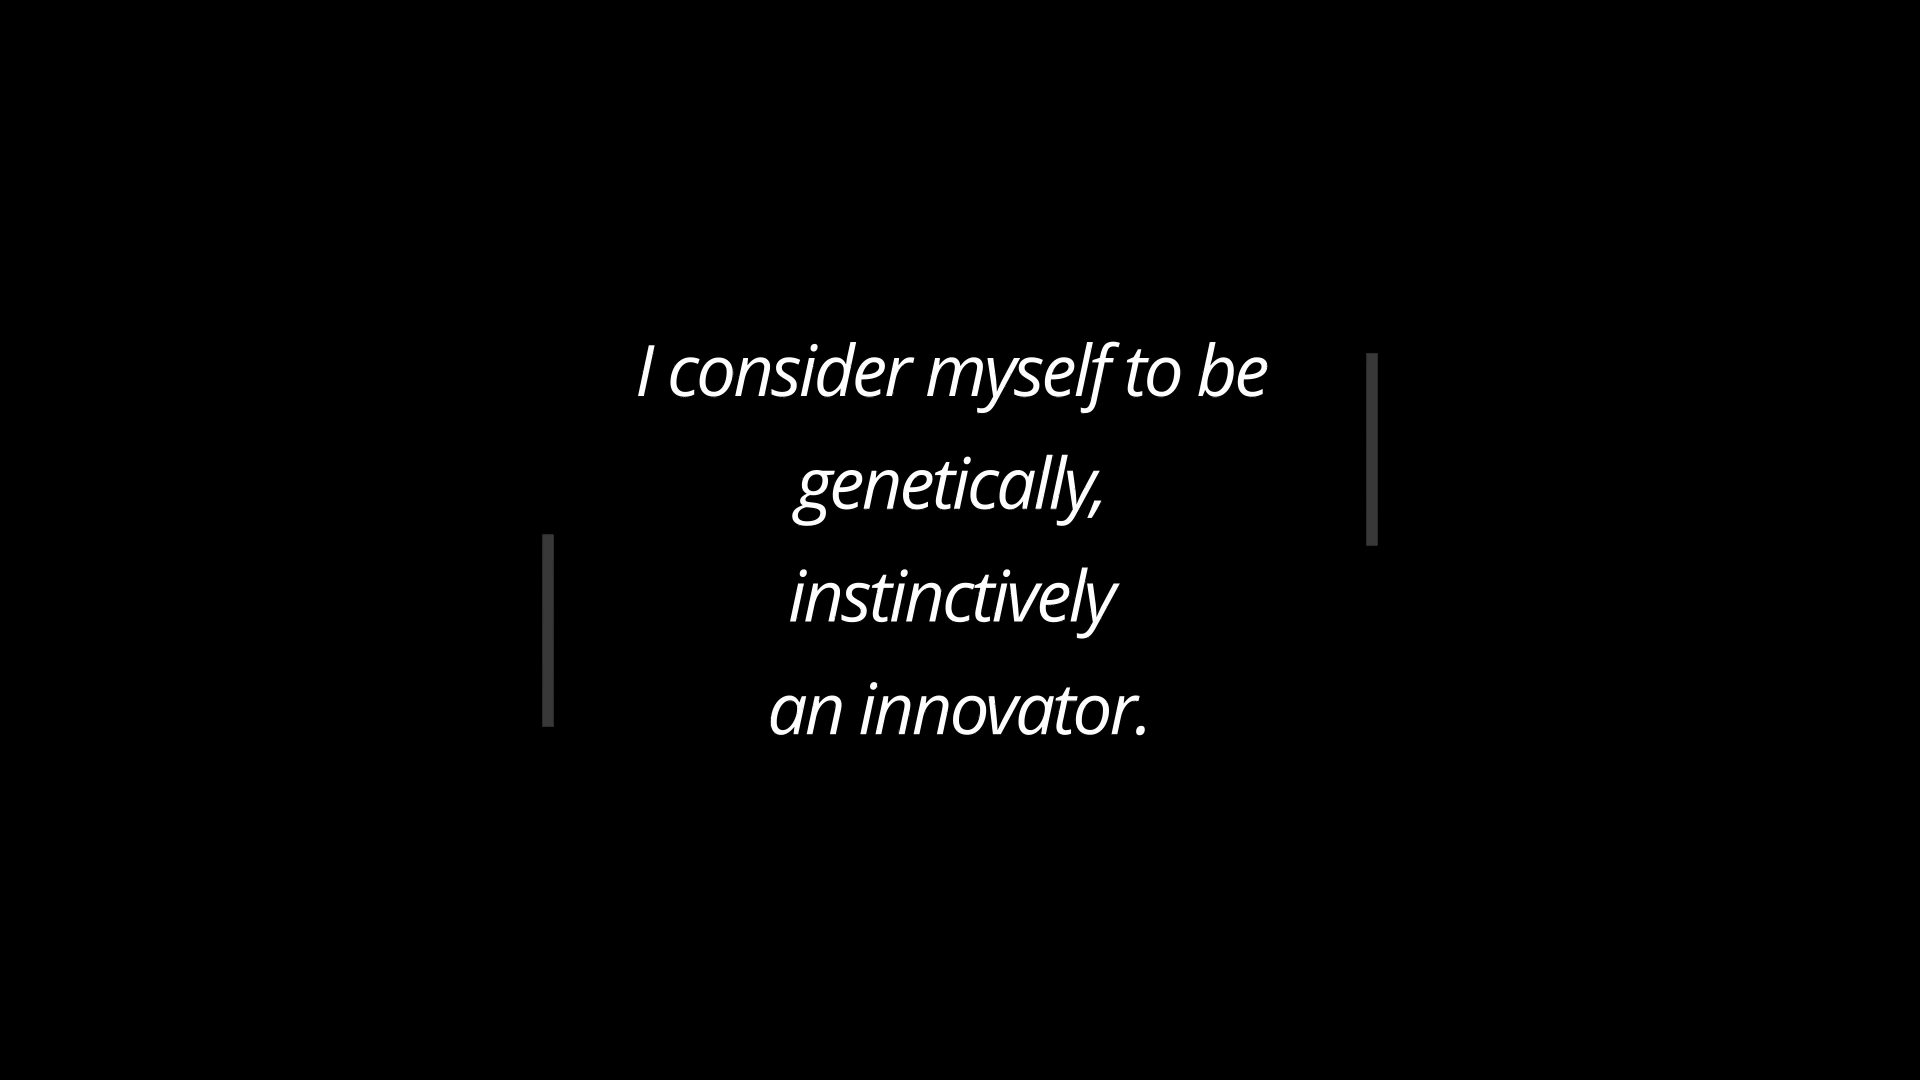 I consider myself to be
genetically,
instinctively
an innovator.